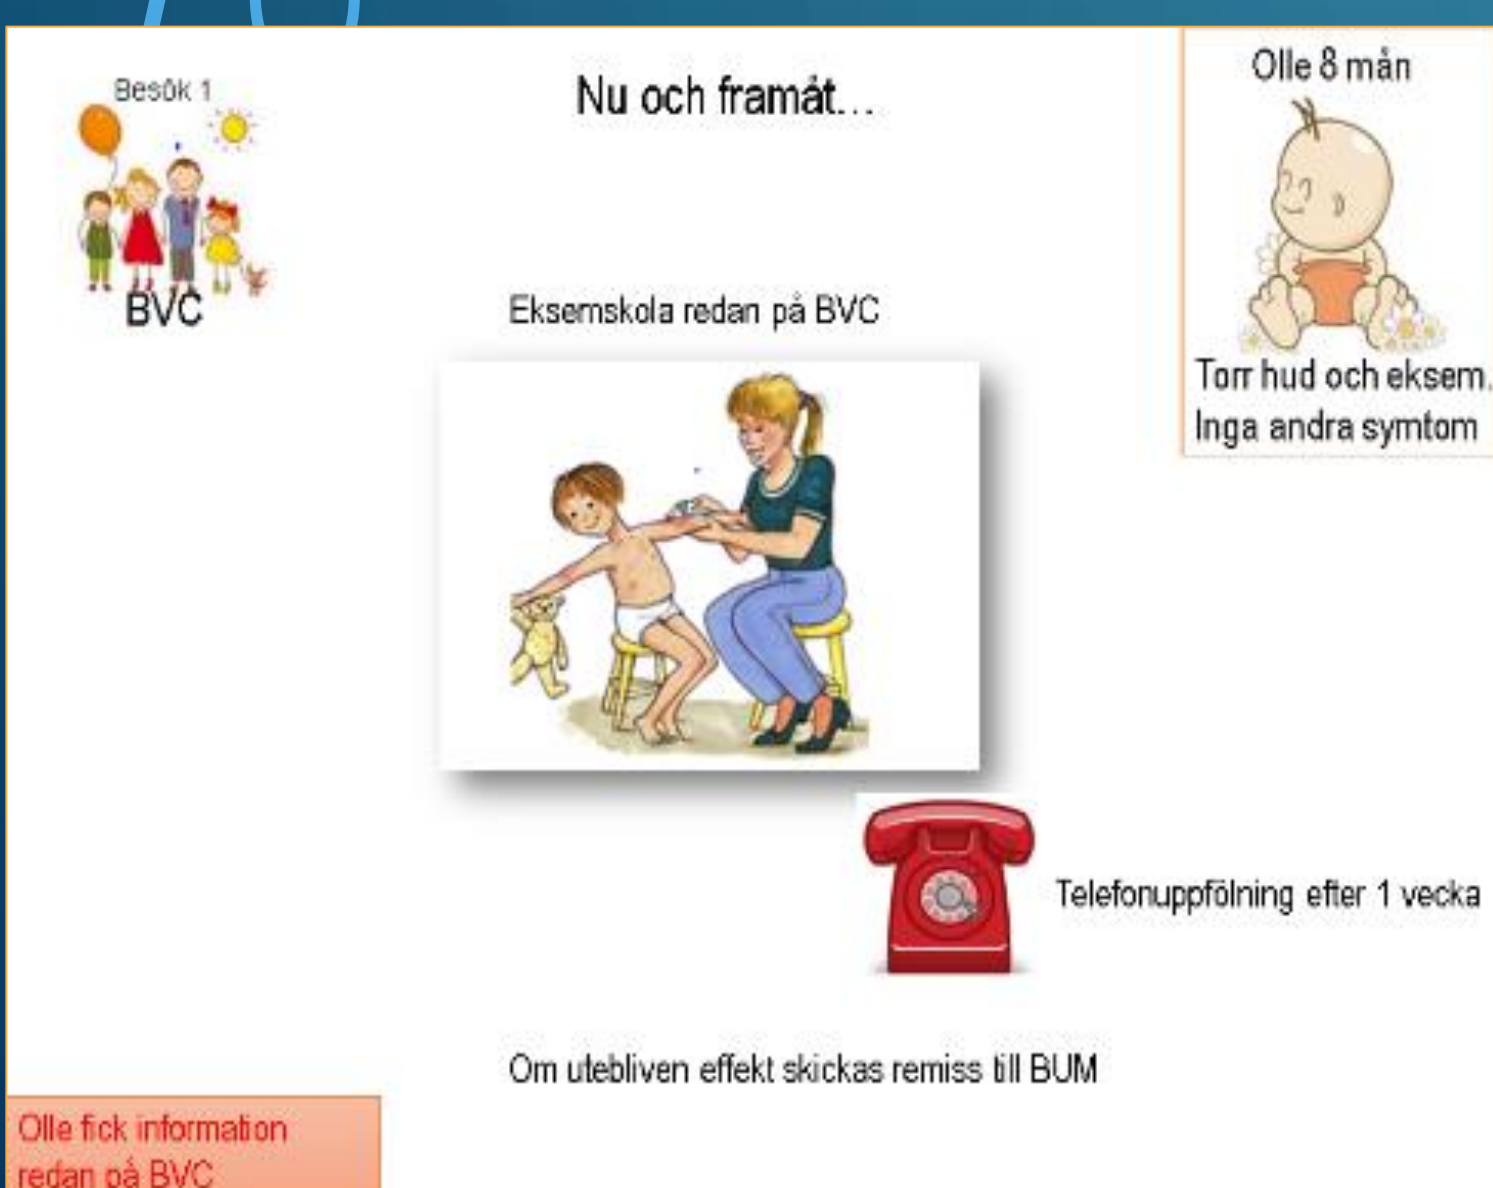 Besök 1
BVC
Nu och framåt...
Olle 8 mån
Torr hud och eksem.
Inga andra symtom
Eksemskola redan på BVC
Telefonuppfölning efter 1 vecka
Om utebliven effekt skickas remiss till BUM
Olle fick information
redan på BVC